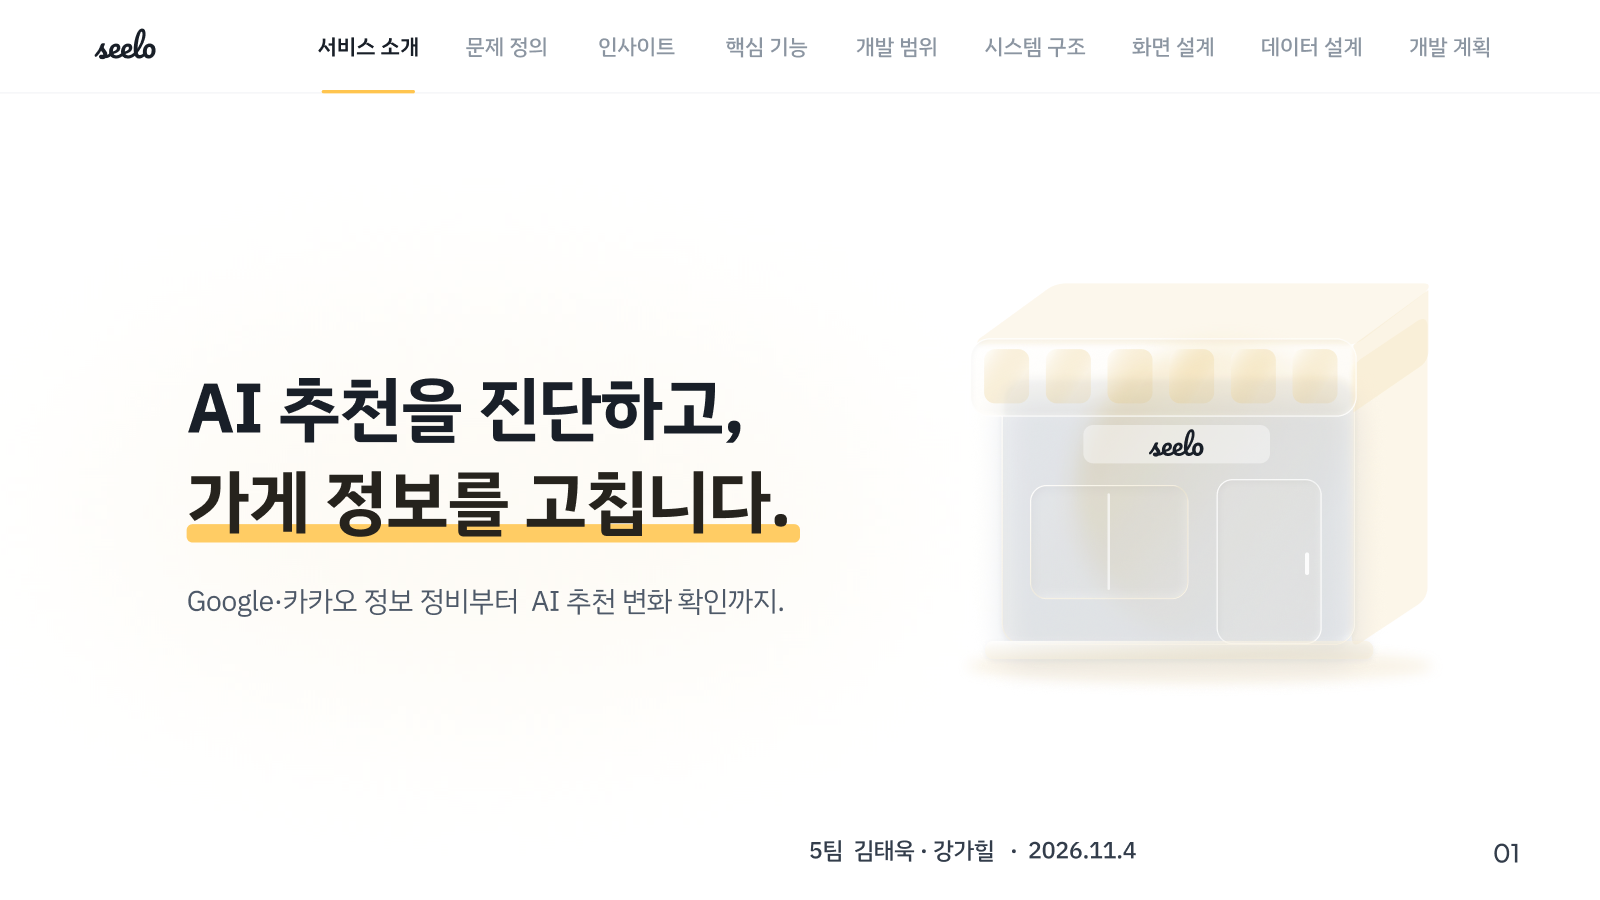 seelo
서비스 소개 문제 정의 인사이트 핵심 기능 개발 범위 시스템 구조 화면 설계 데이터 설계 개발 계획
AI 추천을 진단하고,
가게 정보를 고칩니다.
Google·카카오 정보 정비부터 AI 추천 변화 확인까지.
seelo
5팀 김태욱 · 강가힐 · 2026.11.4
01